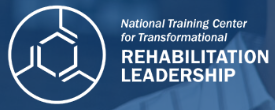 National Training Center
for Transformational
REHABILITATION
LEADERSHIP